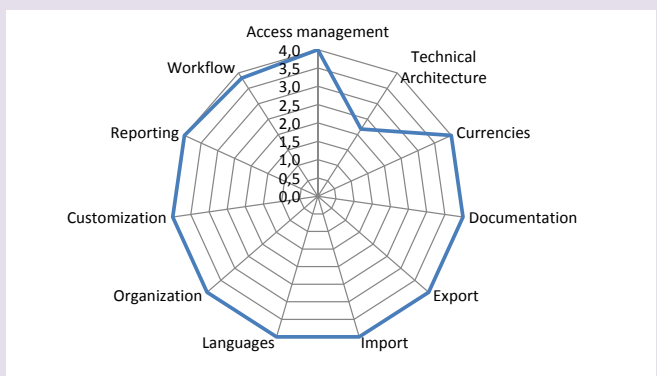 Access management
4,0
3,5
3,0
2,5
2,0
1,5
1,0
0,5
0,0
Technical
Architecture
Currencies
Documentation
Export
Import
Languages
Organization
Customization
Reporting
Workflow